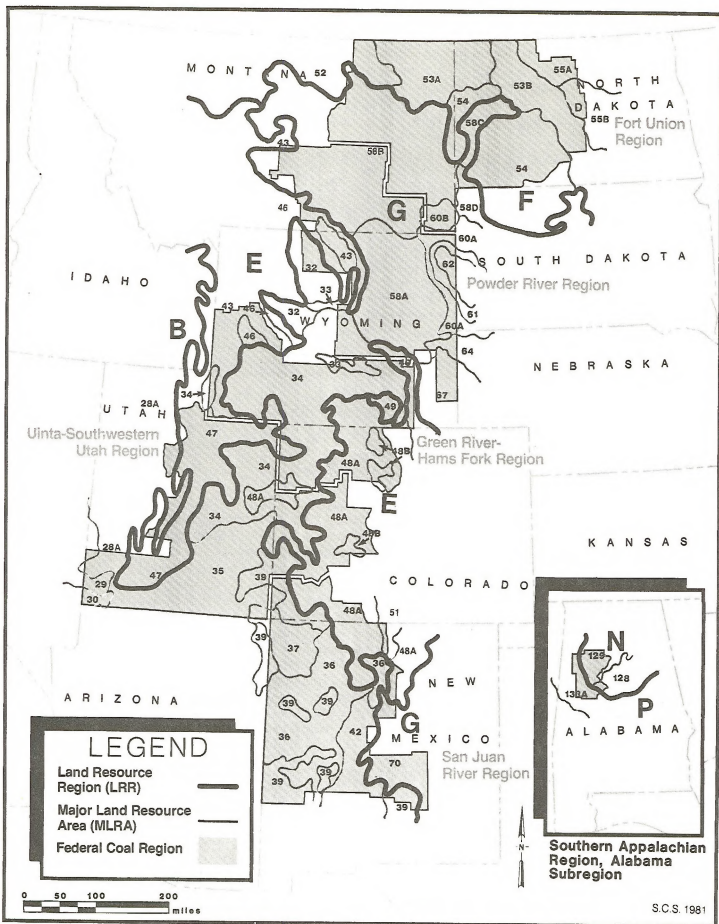 MONTANA
52
53A
53B
55A
NORTH
DAKOTA
55B
Fort Union
Region
54
58C
54
43
58B
46
G
F
58D
60B
60A
E
43
32
62
SOUTH DAKOTA
IDAHO
58A
Powder River Region
33
43
46
32
WYOMING
61
B
46
60A
64
34
NEBRASKA
34
28A
67
UTAH
49
47
Uinta-Southwestern
Utah Region
Green River-
Hams Fork Region
48B
34
48A
48A
E
34
48A
48B
KANSAS
28A
35
47
29
39
30
COLORADO
48A
51
39
48A
37
36
36
NEW
39
39
G
ARIZONA
36
42
MEXICO
San Juan
River Region
70
39
39
39
N
129
128
133A
P
ALABAMA
LEGEND
Land Resource
Region (LRR)
Major Land Resource
Area (MLRA)
Federal Coal Region
-N-
Southern Appalachian
Region, Alabama
Subregion
0 50 100 200
miles
S.C.S. 1981